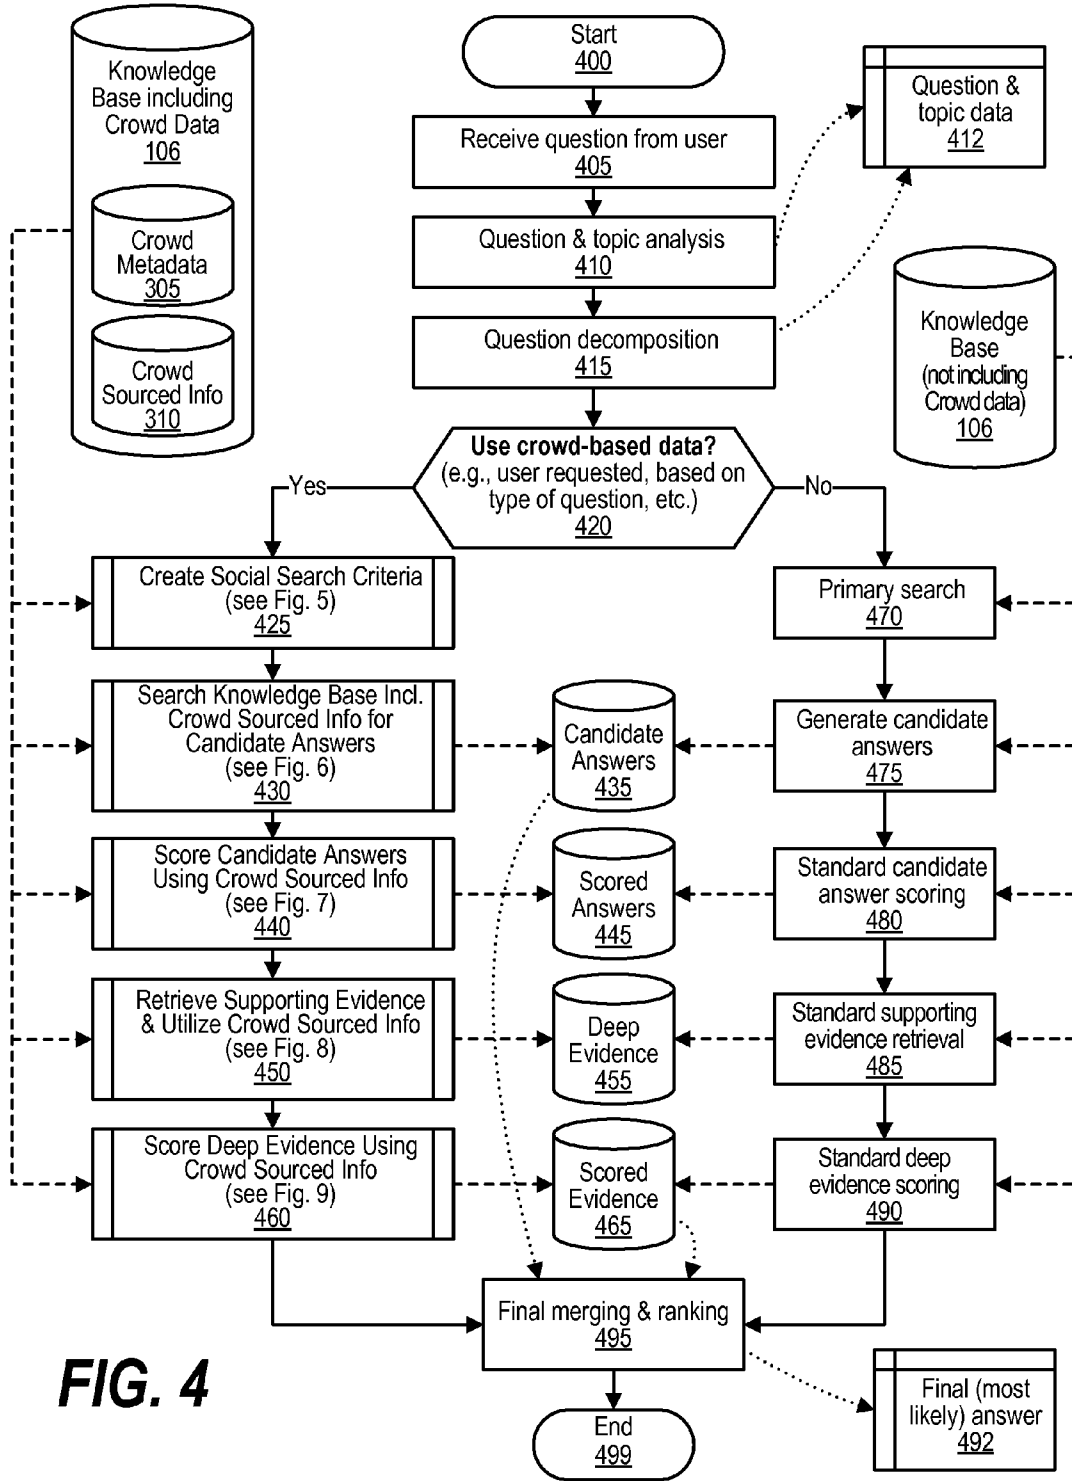 Start
400
Knowledge
Base including
Crowd Data
106
Crowd
Metadata
305
Crowd
Sourced Info
310
Receive question from user
405
Question &
topic data
412
Question & topic analysis
410
Question decomposition
415
Knowledge
Base
(not including
Crowd data)
106
Use crowd-based data?
(e.g., user requested, based on
type of question, etc.)
420
Yes
No
Create Social Search Criteria
(see Fig. 5)
425
Primary search
470
Search Knowledge Base Incl.
Crowd Sourced Info for
Candidate Answers
(see Fig. 6)
430
Candidate
Answers
435
Generate candidate
answers
475
Score Candidate Answers
Using Crowd Sourced Info
(see Fig. 7)
440
Scored
Answers
445
Standard candidate
answer scoring
480
Retrieve Supporting Evidence
& Utilize Crowd Sourced Info
(see Fig. 8)
450
Deep
Evidence
455
Standard supporting
evidence retrieval
485
Score Deep Evidence Using
Crowd Sourced Info
(see Fig. 9)
460
Scored
Evidence
465
Standard deep
evidence scoring
490
Final merging & ranking
495
Final (most
likely) answer
492
End
499
FIG. 4